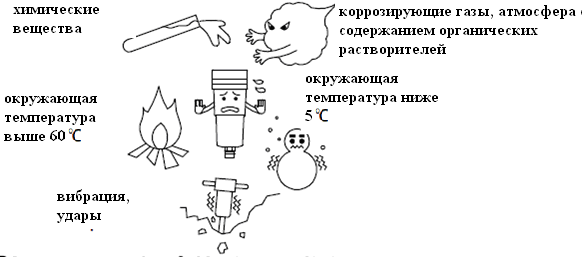 химические
вещества
коррозирующие газы, атмосфера с
содержанием органических
растворителей
окружающая
температура
выше 60℃
окружающая
температура ниже
5℃
вибрация,
удары